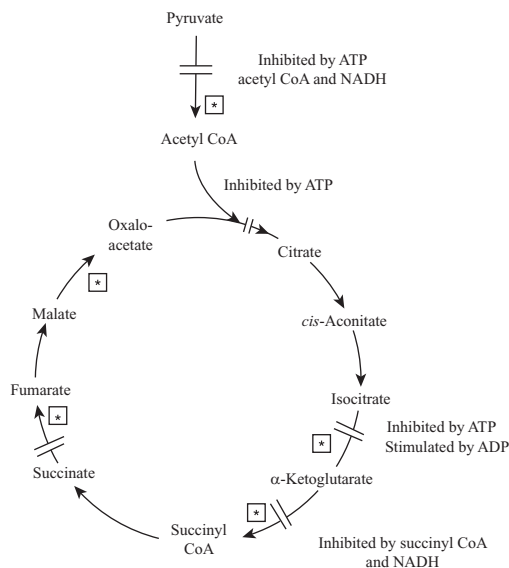 Pyruvate
Inhibited by ATP
acetyl CoA and NADH
*
Acetyl CoA
Inhibited by ATP
Oxalo-
acetate
Citrate
*
cis-Aconitate
Malate
Isocitrate
Fumarate
*
Inhibited by ATP
Stimulated by ADP
*
Succinate
α-Ketoglutarate
*
Succinyl
CoA
Inhibited by succinyl CoA
and NADH